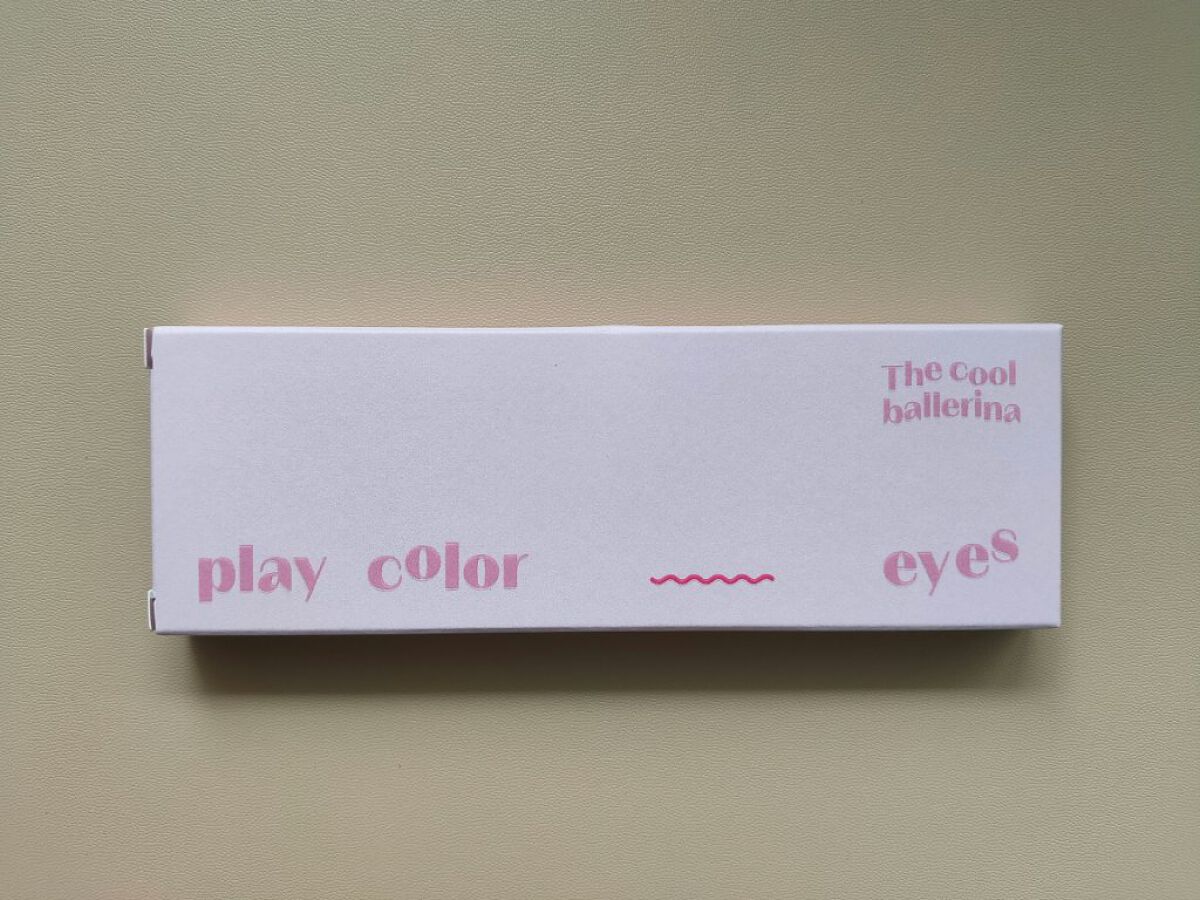 The cool
ballerina
play color eyes